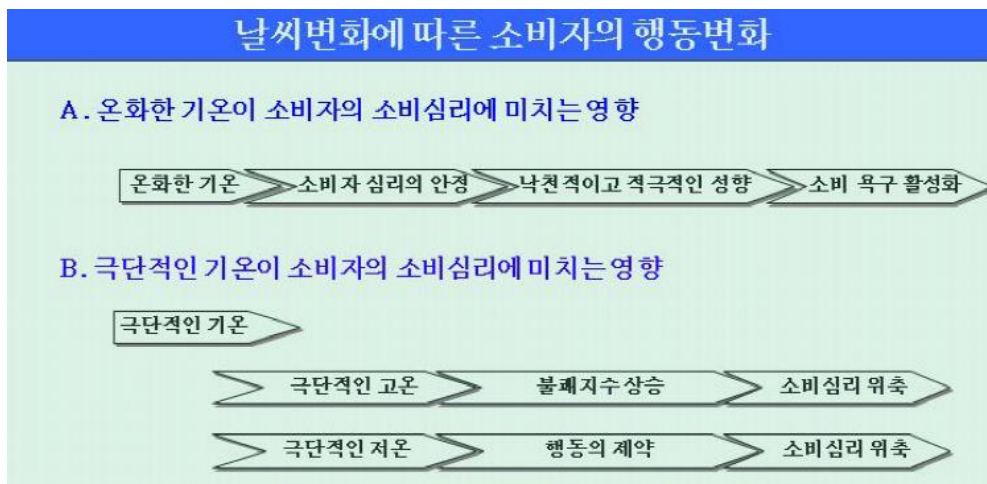 날씨변화에 따른 소비자의 행동변화
A. 온화한 기온이 소비자의 소비심리에 미치는 영향
온화한 기온 소비자 심리의 안정 낙천적이고 적극적인 성향 소비 욕구 활성화
B. 극단적인 기온이 소비자의 소비심리에 미치는 영향
극단적인 기온
극단적인 고온 불패지수 상승 소비심리 위축
극단적인 저온 행동의 제약 소비심리 위축